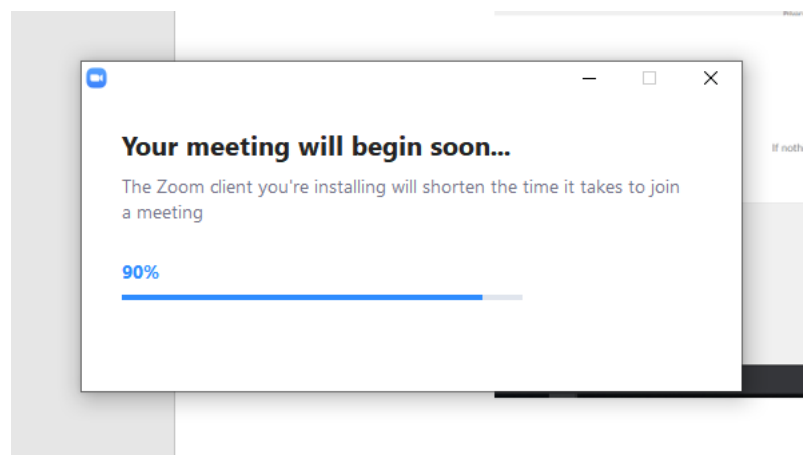 Your meeting will begin soon...
The Zoom client you're installing will shorten the time it takes to join
a meeting
90%
If noth